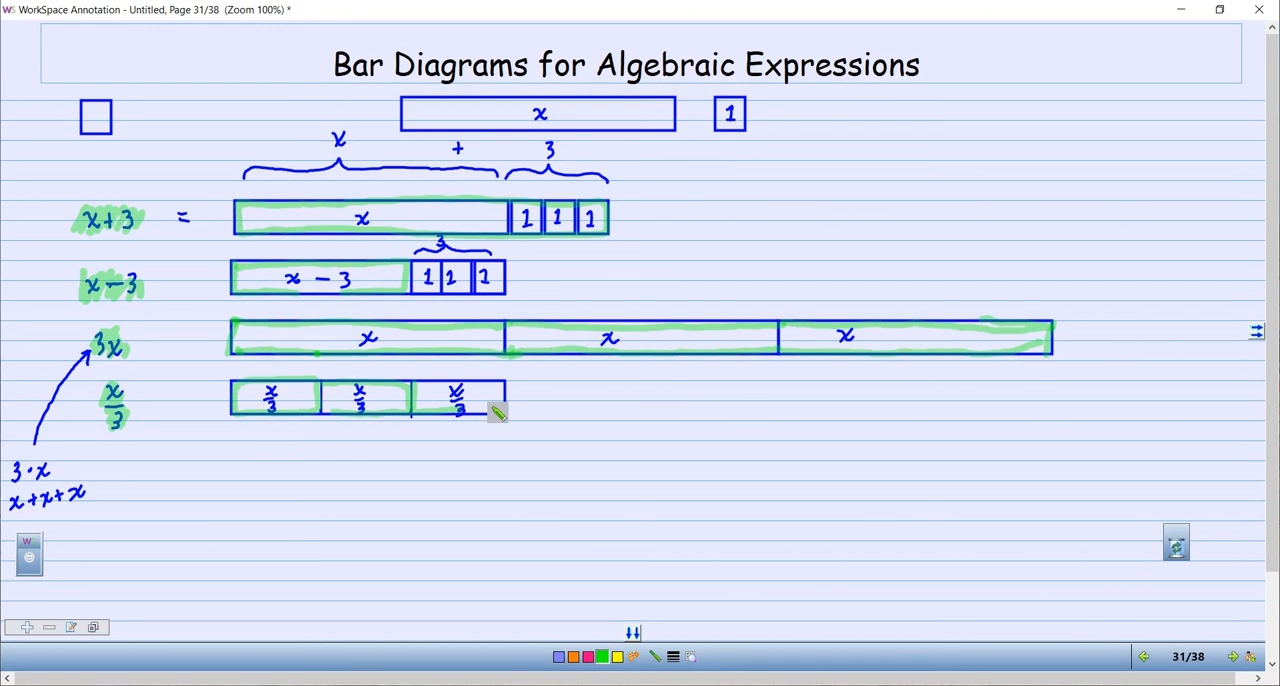 WorkSpace Annotation - Untitled, Page 31/38 (Zoom 100%) *
Bar Diagrams for Algebraic Expressions
x 1
x + 3
x+3 = x 1 1 1
3
x-3 x - 3 1 1 1
3x x x x
x/3 x/3 x/3 x/3
3·x
x+x+x
31/38